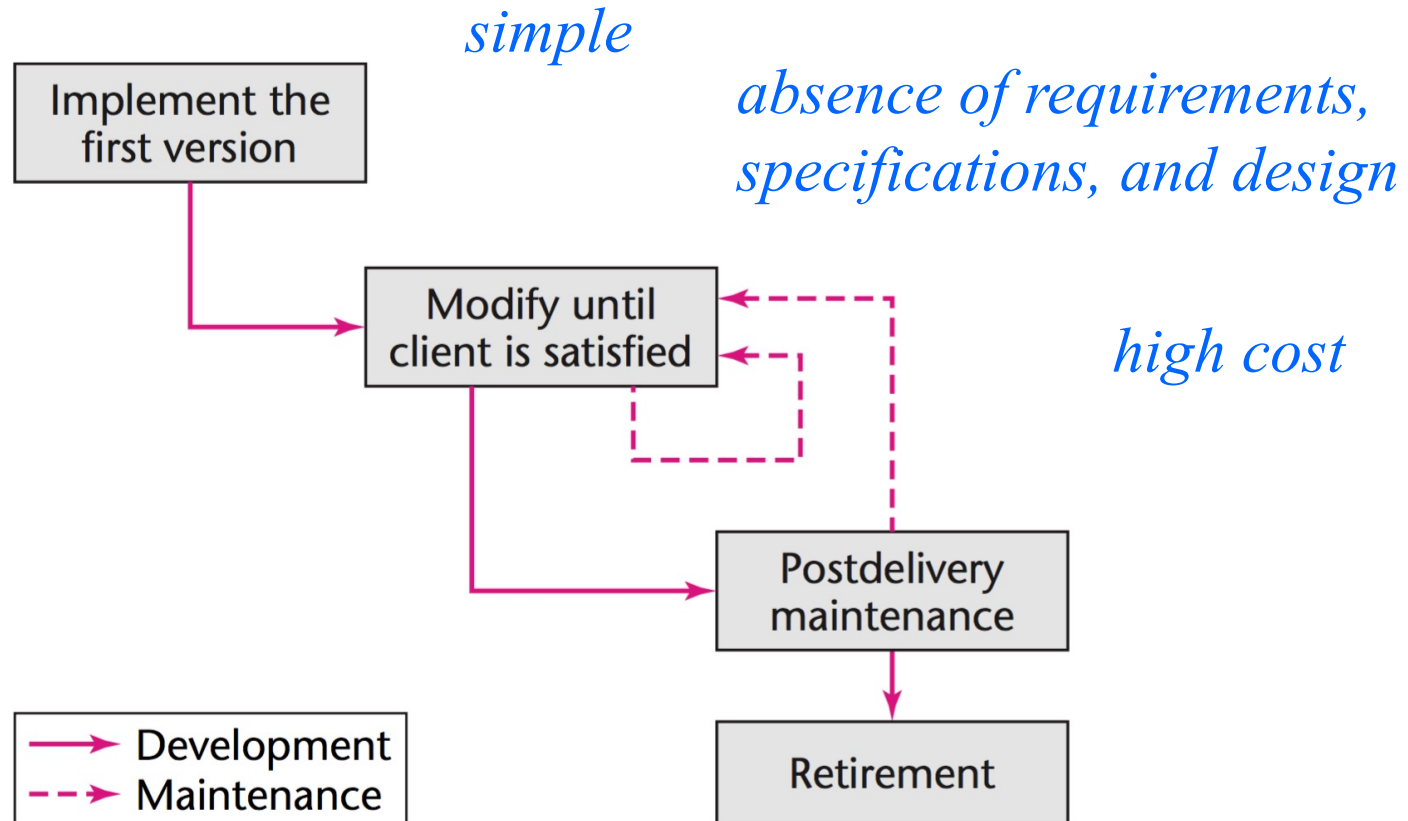 simple
Implement the
first version
absence of requirements,
specifications, and design
Modify until
client is satisfied
high cost
Postdelivery
maintenance
Retirement
Development
Maintenance